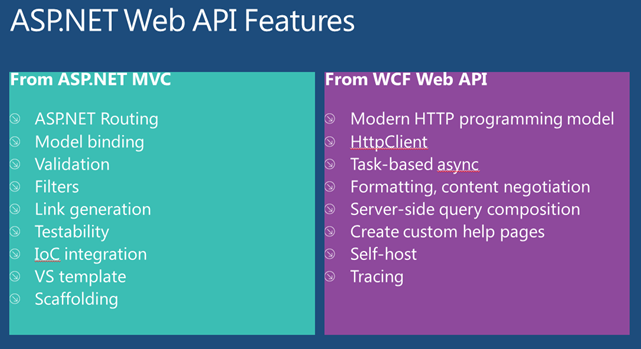 ASP.NET Web API Features
From ASP.NET MVC
ASP.NET Routing
Model binding
Validation
Filters
Link generation
Testability
IoC integration
VS template
Scaffolding
From WCF Web API
Modern HTTP programming model
HttpClient
Task-based async
Formatting, content negotiation
Server-side query composition
Create custom help pages
Self-host
Tracing